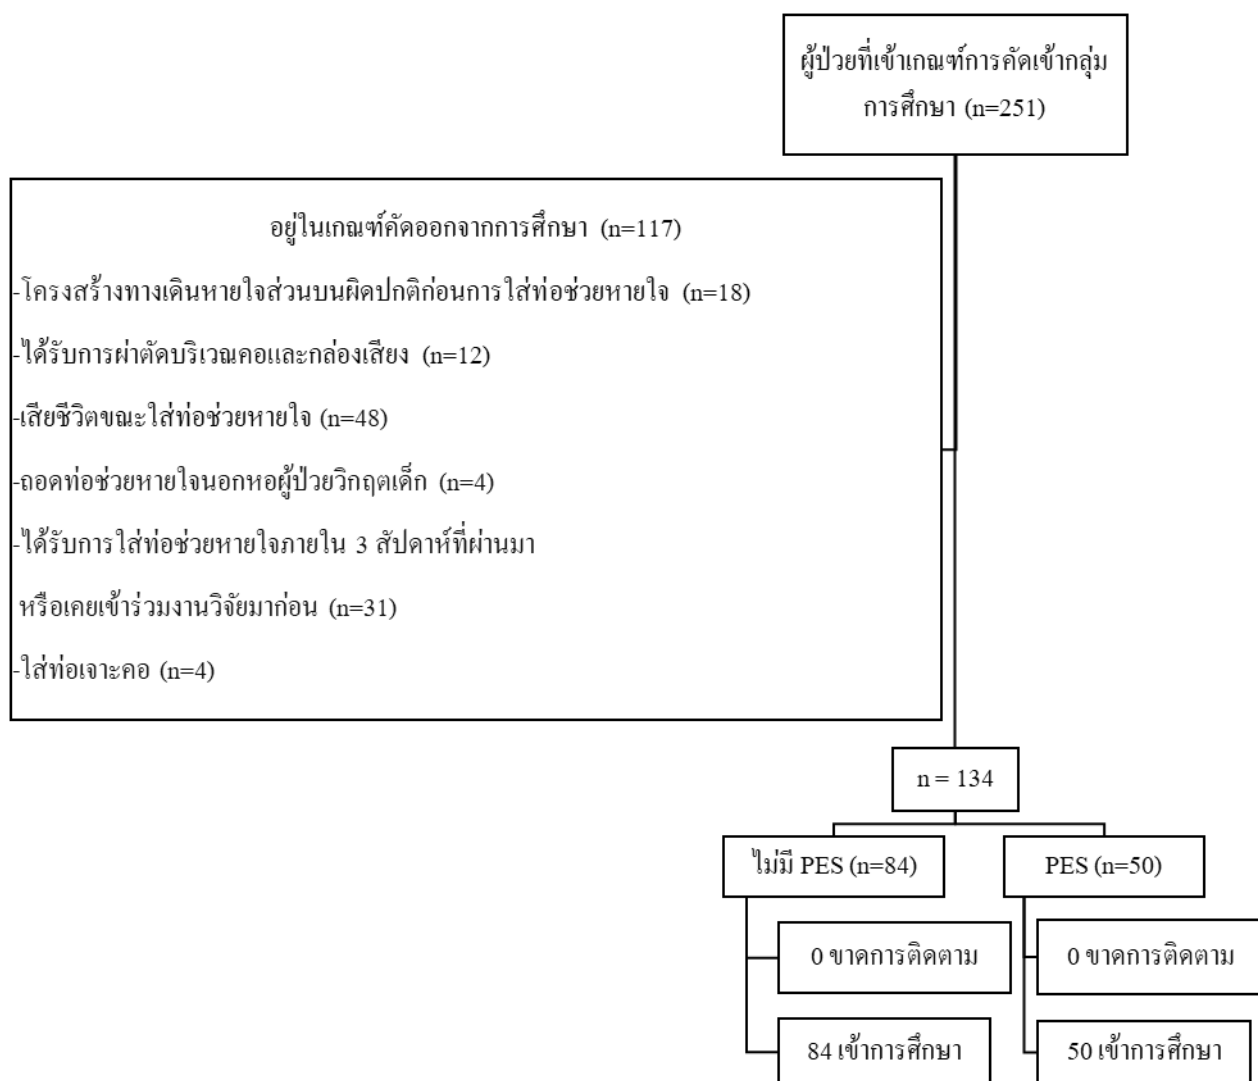 ผู้ป่วยที่เข้าเกณฑ์การคัดเข้ากลุ่ม
การศึกษา (n=251)
อยู่ในเกณฑ์คัดออกจากการศึกษา (n=117)
-โครงสร้างทางเดินหายใจส่วนบนผิดปกติก่อนการใส่ท่อช่วยหายใจ (n=18)
-ได้รับการผ่าตัดบริเวณคอและกล่องเสียง (n=12)
-เสียชีวิตขณะใส่ท่อช่วยหายใจ (n=48)
-ถอดท่อช่วยหายใจนอกหอผู้ป่วยวิกฤตเด็ก (n=4)
-ได้รับการใส่ท่อช่วยหายใจภายใน 3 สัปดาห์ที่ผ่านมา
หรือเคยเข้าร่วมงานวิจัยมาก่อน (n=31)
-ใส่ท่อเจาะคอ (n=4)
n = 134
ไม่มี PES (n=84)
PES (n=50)
0 ขาดการติดตาม
0 ขาดการติดตาม
84 เข้าการศึกษา
50 เข้าการศึกษา